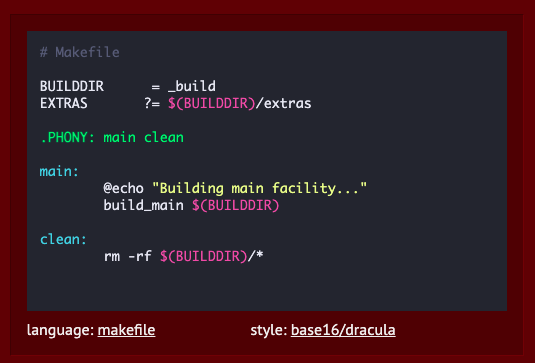 # Makefile
BUILDDIR      = _build
EXTRAS       ?= $(BUILDDIR)/extras
.PHONY: main clean
main:
        @echo "Building main facility..."
        build_main $(BUILDDIR)
clean:
        rm -rf $(BUILDDIR)/*
language: makefile
style: base16/dracula